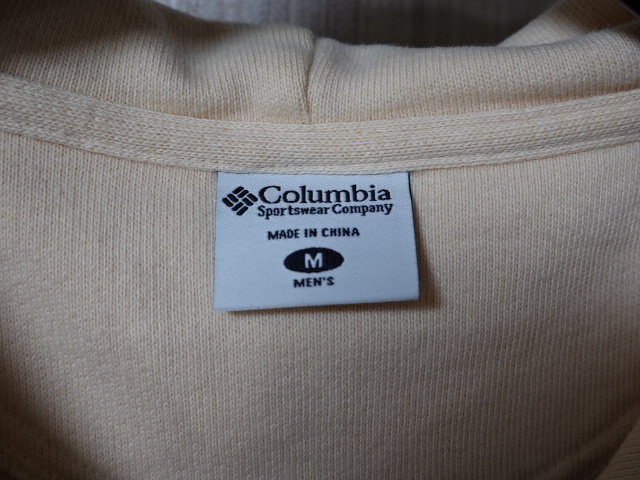 Columbia
Sportswear Company
MADE IN CHINA
M
MEN'S